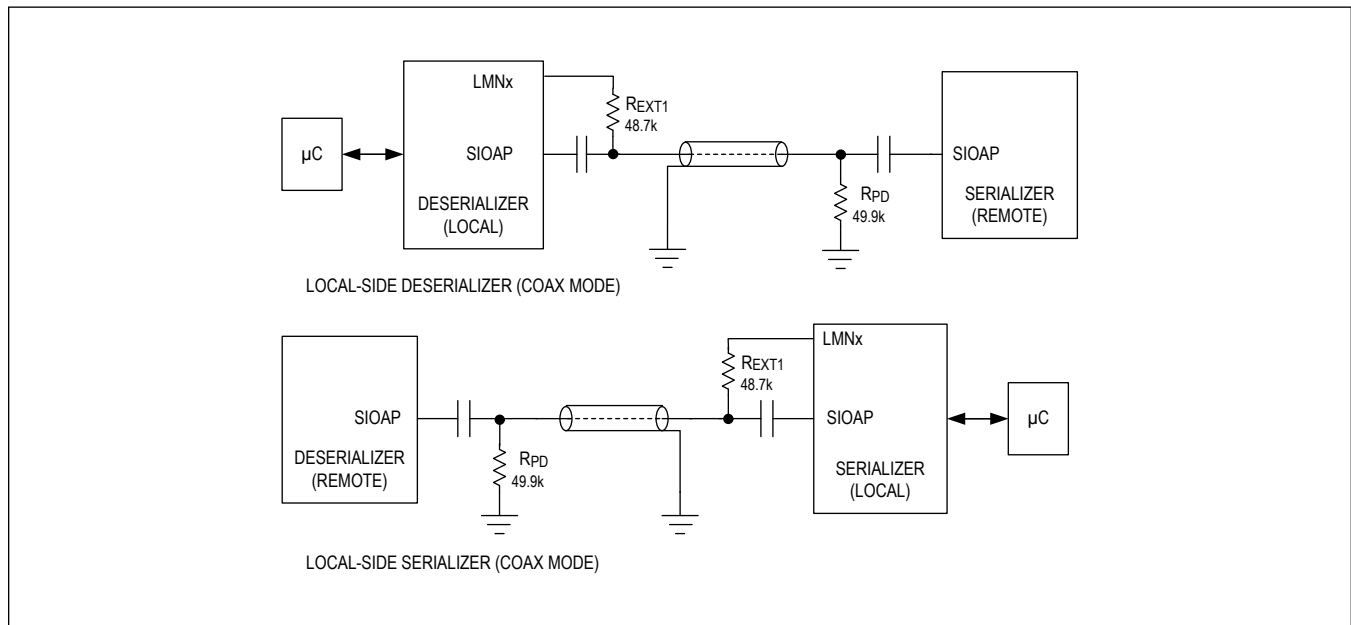 LMNx
REXT1
48.7k
µC
SIOAP
SIOAP
DESERIALIZER
(LOCAL)
RPD
49.9k
SERIALIZER
(REMOTE)
LOCAL-SIDE DESERIALIZER (COAX MODE)
LMNx
REXT1
48.7k
SIOAP
SIOAP
µC
DESERIALIZER
(REMOTE)
RPD
49.9k
SERIALIZER
(LOCAL)
LOCAL-SIDE SERIALIZER (COAX MODE)